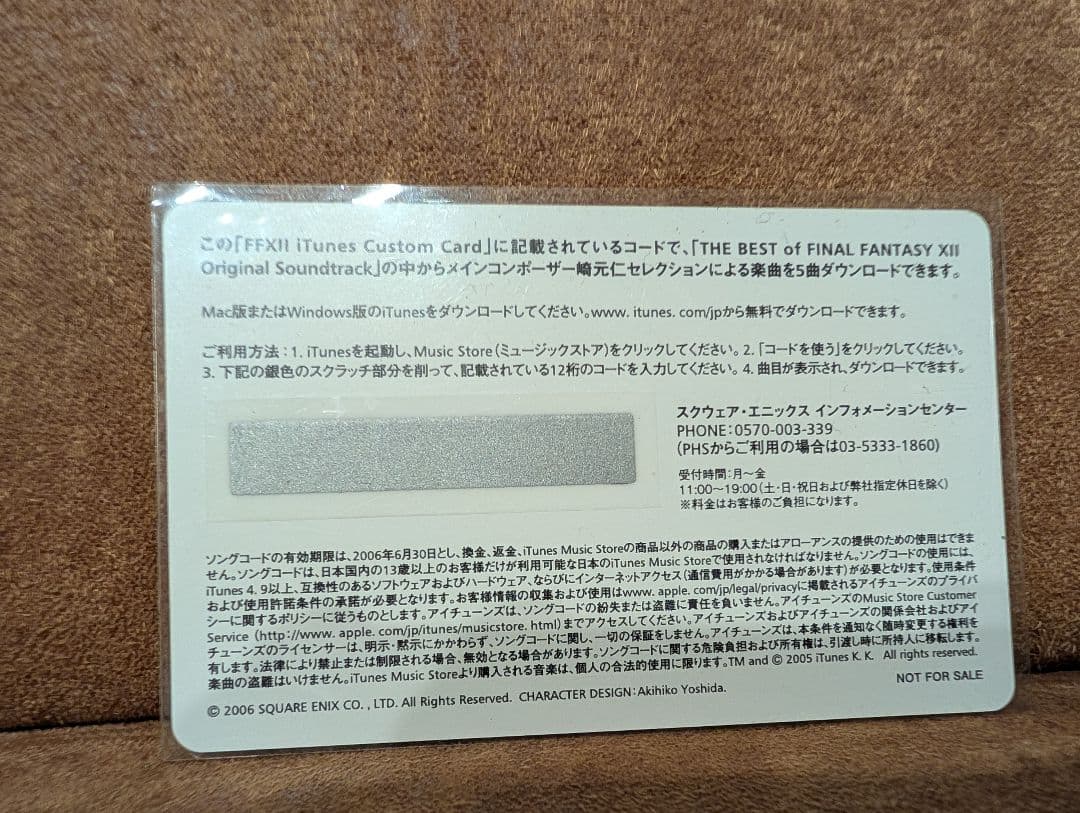 この「FFXII iTunes Custom Card」に記載されているコードで、「THE BEST of FINAL FANTASY XII
Original Soundtrack」の中からメインコンポーザー崎元仁セレクションによる楽曲を5曲ダウンロードできます。
Mac版またはWindows版のiTunesをダウンロードしてください。www. itunes. com/jpから無料でダウンロードできます。
ご利用方法：1. iTunesを起動し、Music Store（ミュージックストア）をクリックしてください。2.「コードを使う」をクリックしてください。
3. 下記の銀色のスクラッチ部分を削って、記載されている12桁のコードを入力してください。4. 曲目が表示され、ダウンロードできます。
スクウェア・エニックス インフォメーションセンター
PHONE：0570-003-339
（PHSからご利用の場合は03-5333-1860）
受付時間：月～金
11:00～19:00（土・日・祝日および弊社指定休日を除く）
※料金はお客様のご負担になります。
ソングコードの有効期限は、2006年6月30日とし、換金、返金、iTunes Music Storeの商品以外の商品の購入またはアローアンスの提供のための使用はできま
せん。ソングコードは、日本国内の13歳以上のお客様だけが利用可能な日本のiTunes Music Storeで使用されなければなりません。ソングコードの使用には、
iTunes 4. 9以上、互換性のあるソフトウェアおよびハードウェア、ならびにインターネットアクセス（通信費用がかかる場合があります）が必要となります。使用条件
および使用許諾条件の承諾が必要となります。お客様情報の収集および使用はwww. apple. com/jp/legal/privacyに掲載されるアイチューンズのプライバ
シーに関するポリシーに従うものとします。アイチューンズは、ソングコードの紛失または盗難に責任を負いません。アイチューンズのMusic Store Customer
Service（http://www. apple. com/jp/itunes/musicstore. html）までアクセスしてください。アイチューンズおよびアイチューンズの関係会社およびアイ
チューンズのライセンサーは、明示・黙示にかかわらず、ソングコードに関し、一切の保証をしません。アイチューンズは、本条件を通知なく随時変更する権利を
有します。法律により禁止または制限される場合、無効となる場合があります。ソングコードに関する危険負担および所有権は、引渡し時に所持人に移転します。
楽曲の盗難はいけません。iTunes Music Storeより購入される音楽は、個人の合法的使用に限ります。TM and © 2005 iTunes K. K. All rights reserved.
NOT FOR SALE
© 2006 SQUARE ENIX CO. , LTD. All Rights Reserved. CHARACTER DESIGN：Akihiko Yoshida.